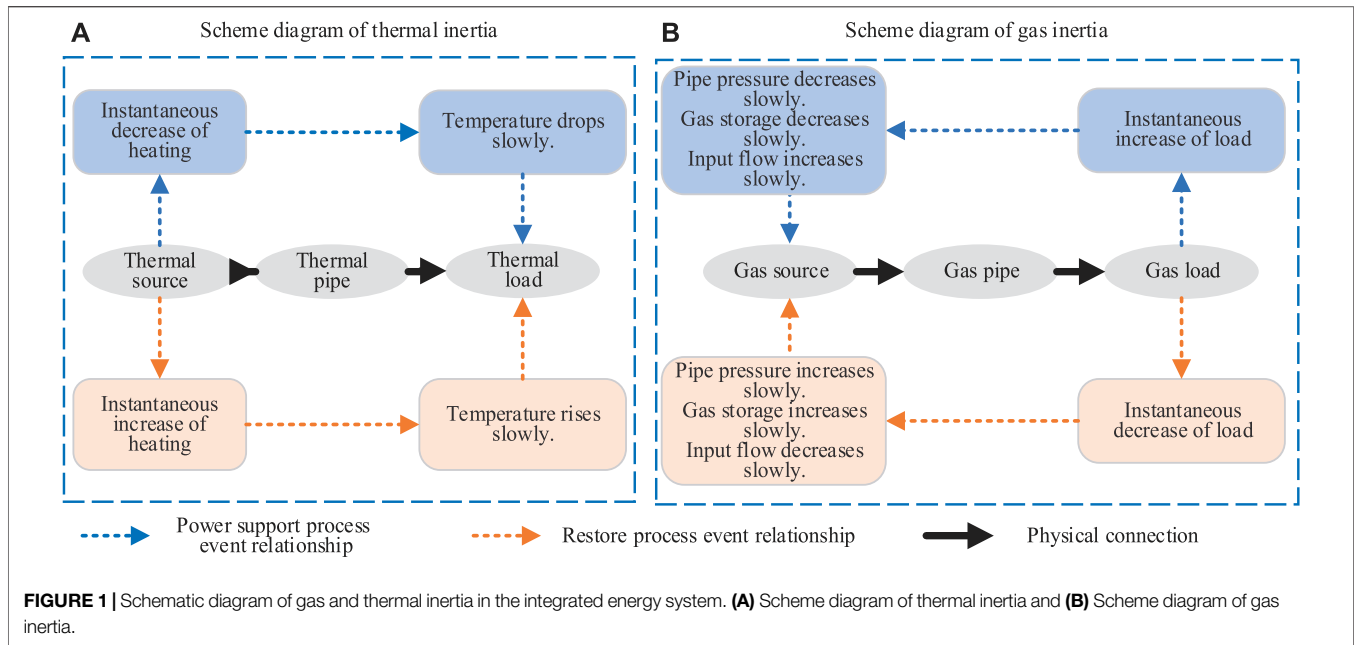 A
Scheme diagram of thermal inertia
Instantaneous
decrease of
heating
Temperature drops
slowly.
Thermal
source
Thermal
pipe
Thermal
load
Instantaneous
increase of
heating
Temperature rises
slowly.
B
Scheme diagram of gas inertia
Pipe pressure decreases
slowly.
Gas storage decreases
slowly.
Input flow increases
slowly.
Instantaneous
increase of load
Gas source
Gas pipe
Gas load
Pipe pressure increases
slowly.
Gas storage increases
slowly.
Input flow decreases
slowly.
Instantaneous
decrease of load
Power support process
event relationship
Restore process event relationship
Physical connection
FIGURE 1 | Schematic diagram of gas and thermal inertia in the integrated energy system. (A) Scheme diagram of thermal inertia and (B) Scheme diagram of gas
inertia.